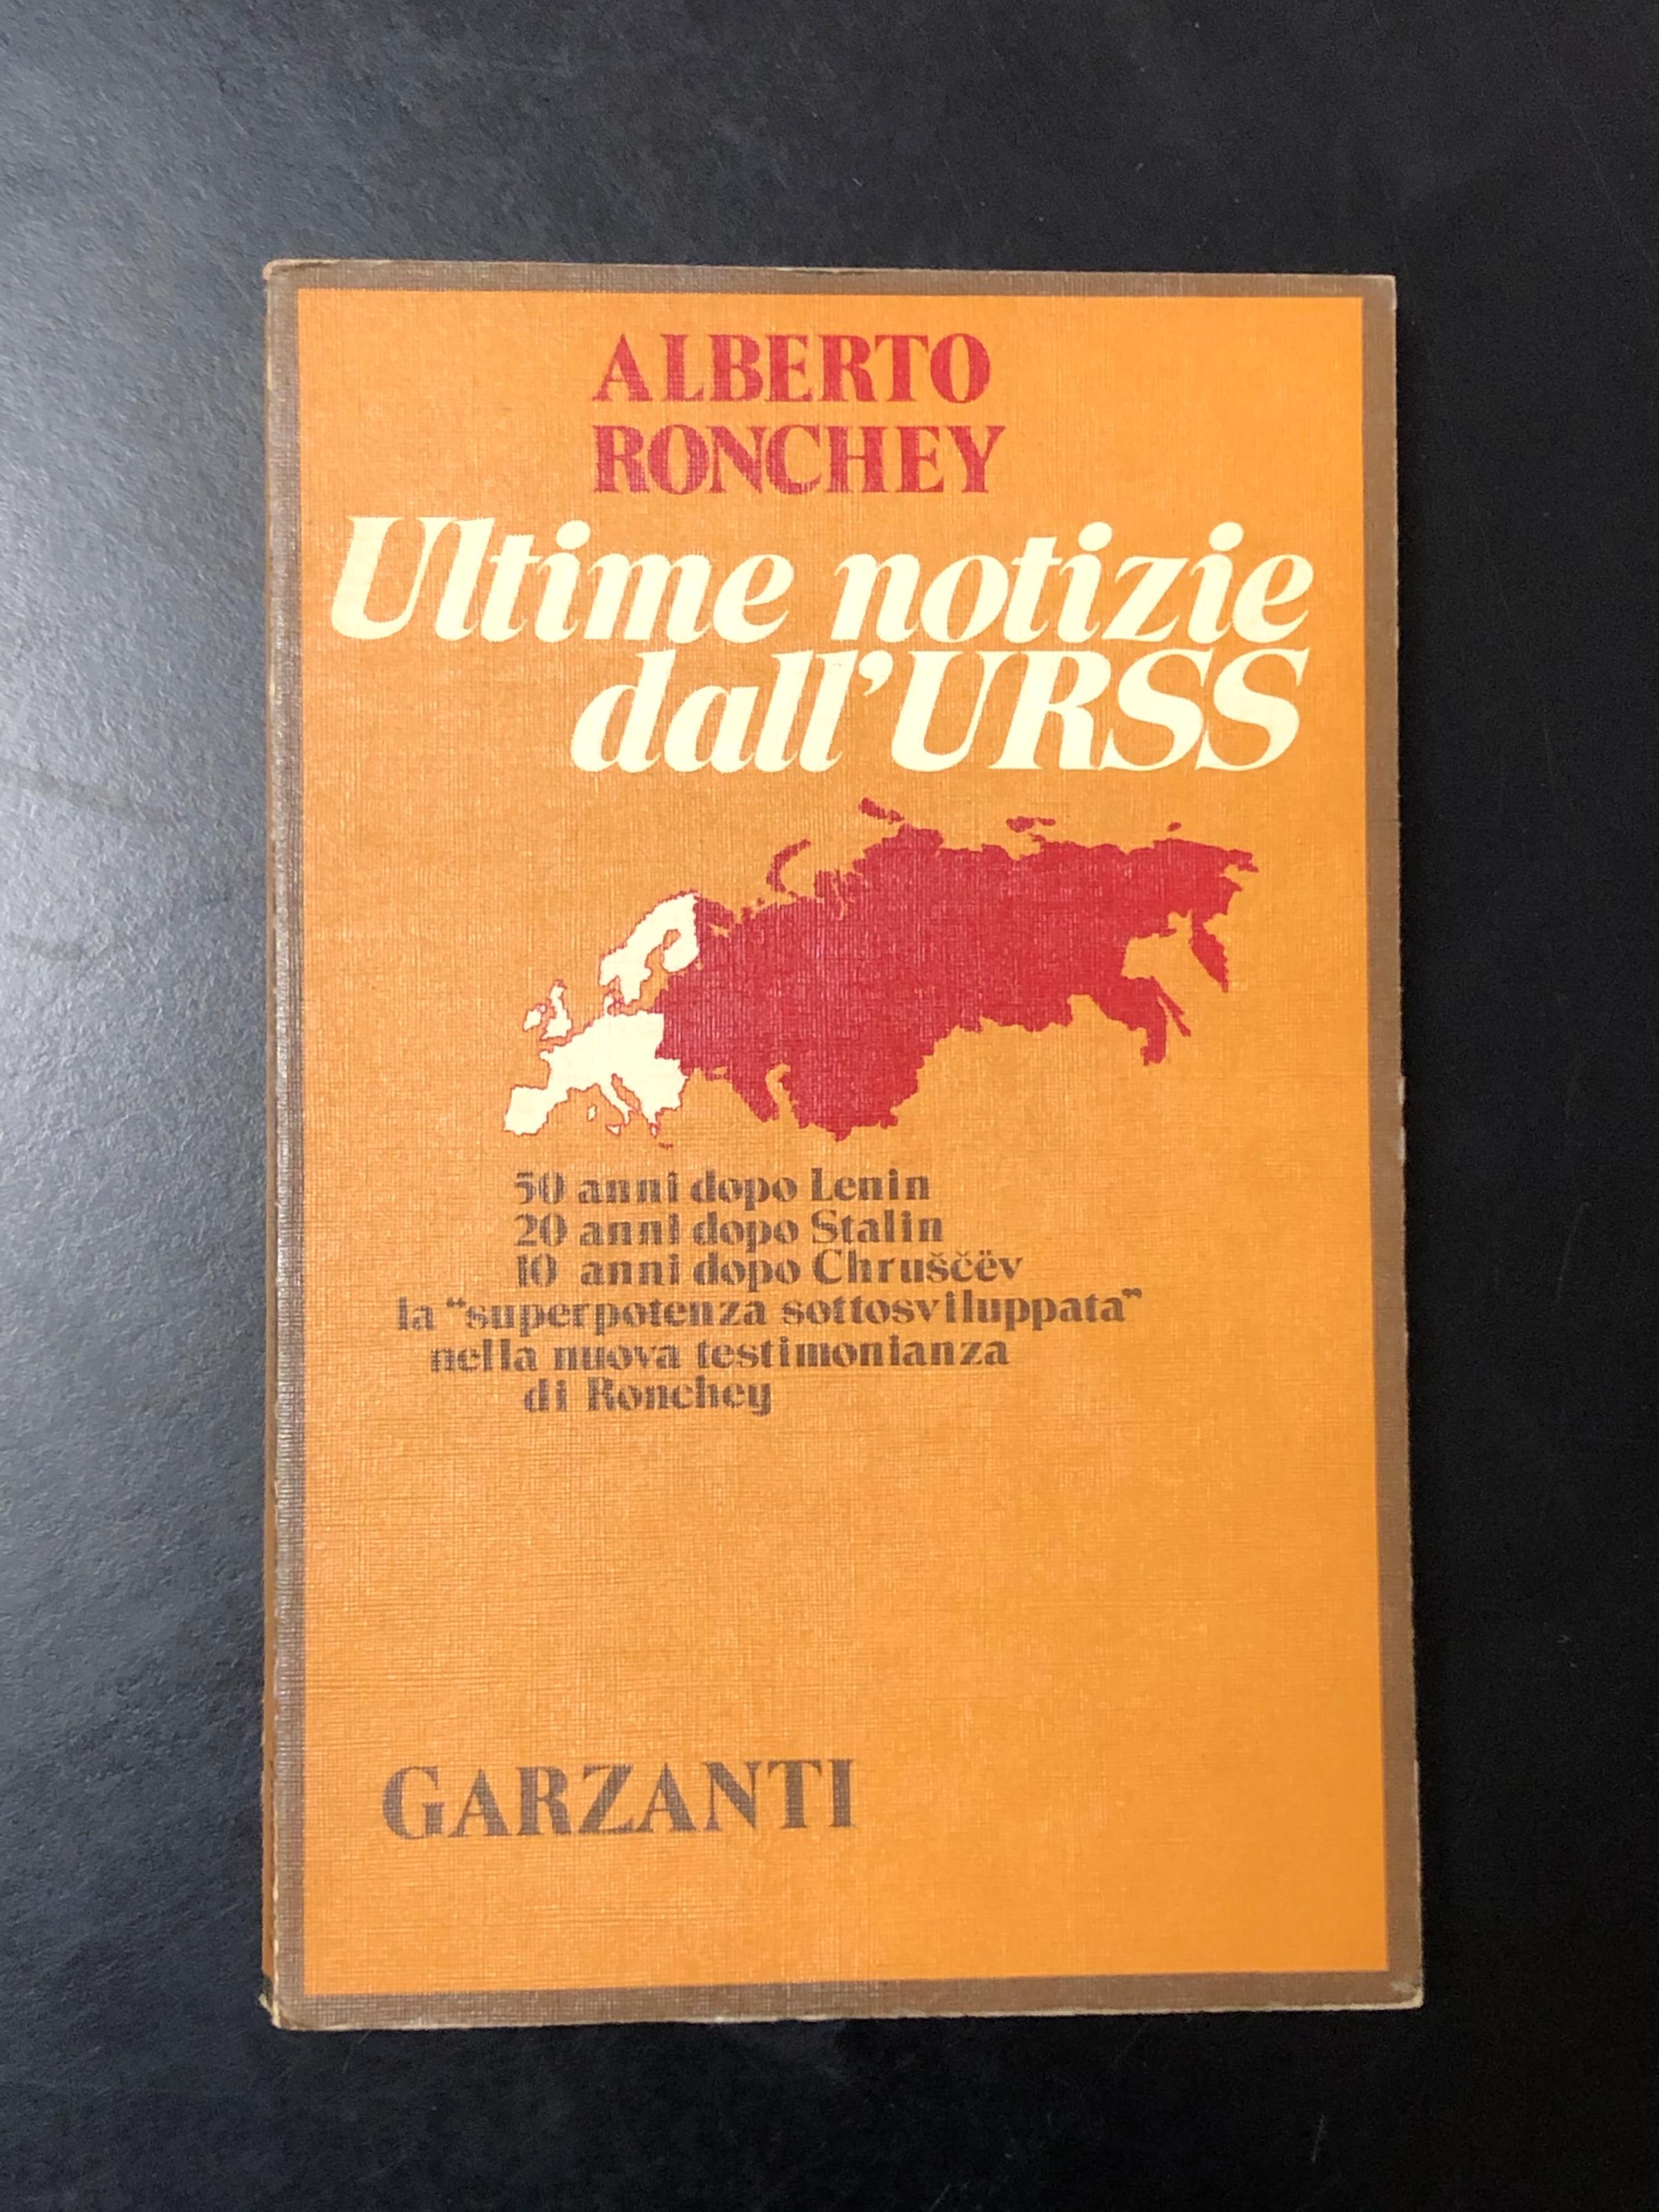 ALBERTO
RONCHEY
Ultime notizie
dall'URSS
50 anni dopo Lenin
20 anni dopo Stalin
10 anni dopo Chruščëv
la “superpotenza sottosviluppata”
nella nuova testimonianza
di Ronchey
GARZANTI